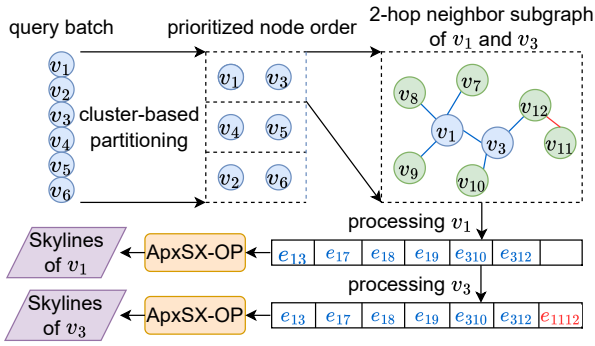 query batch
prioritized node order
2-hop neighbor subgraph
of v1 and v3
v1
v2
v3
v4
v5
v6
cluster-based
partitioning
v1 v3
v4 v5
v2 v6
v7
v8
v12
v1
v3
v11
v9
v10
processing v1
Skylines
of v1
ApxSX-OP
e13 e17 e18 e19 e310 e312
processing v3
Skylines
of v3
ApxSX-OP
e13 e17 e18 e19 e310 e312 e1112